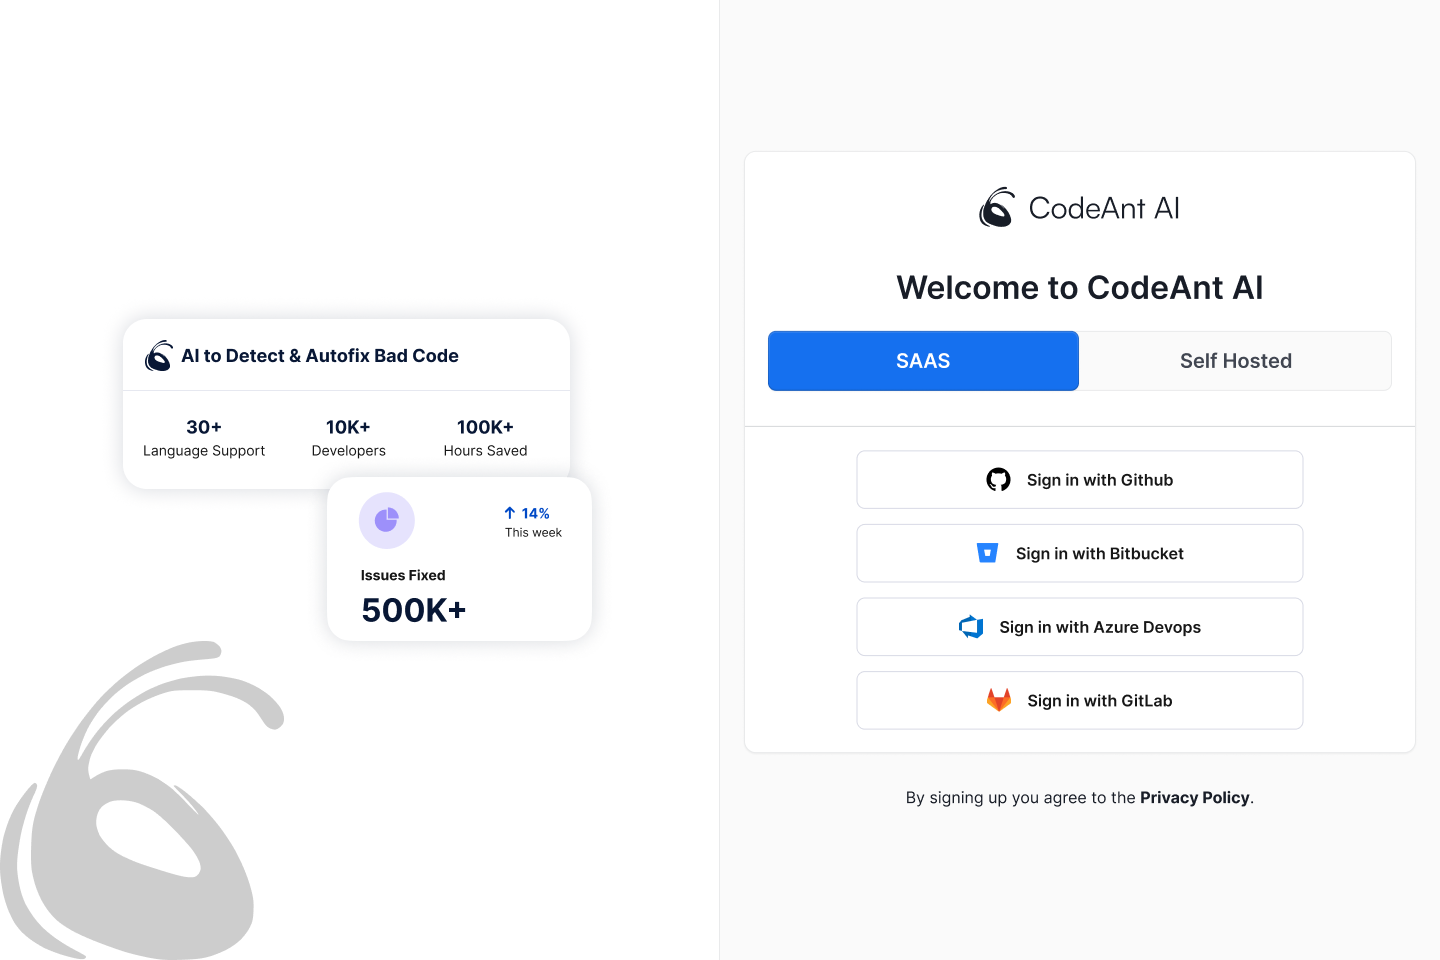 AI to Detect & Autofix Bad Code
30+
Language Support
10K+
Developers
100K+
Hours Saved
14%
This week
Issues Fixed
500K+
CodeAnt AI
Welcome to CodeAnt AI
SAAS
Self Hosted
Sign in with Github
Sign in with Bitbucket
Sign in with Azure Devops
Sign in with GitLab
By signing up you agree to the Privacy Policy.